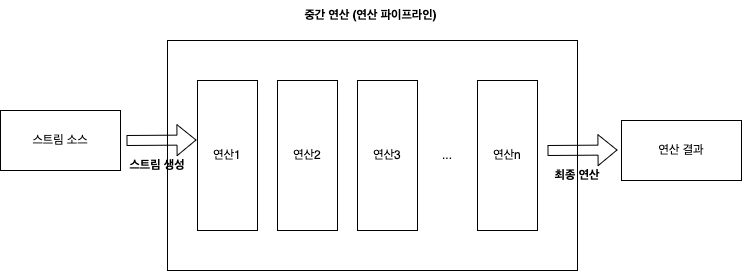 중간 연산 (연산 파이프라인)
스트림 소스
스트림 생성
연산1
연산2
연산3
...
연산n
최종 연산
연산 결과